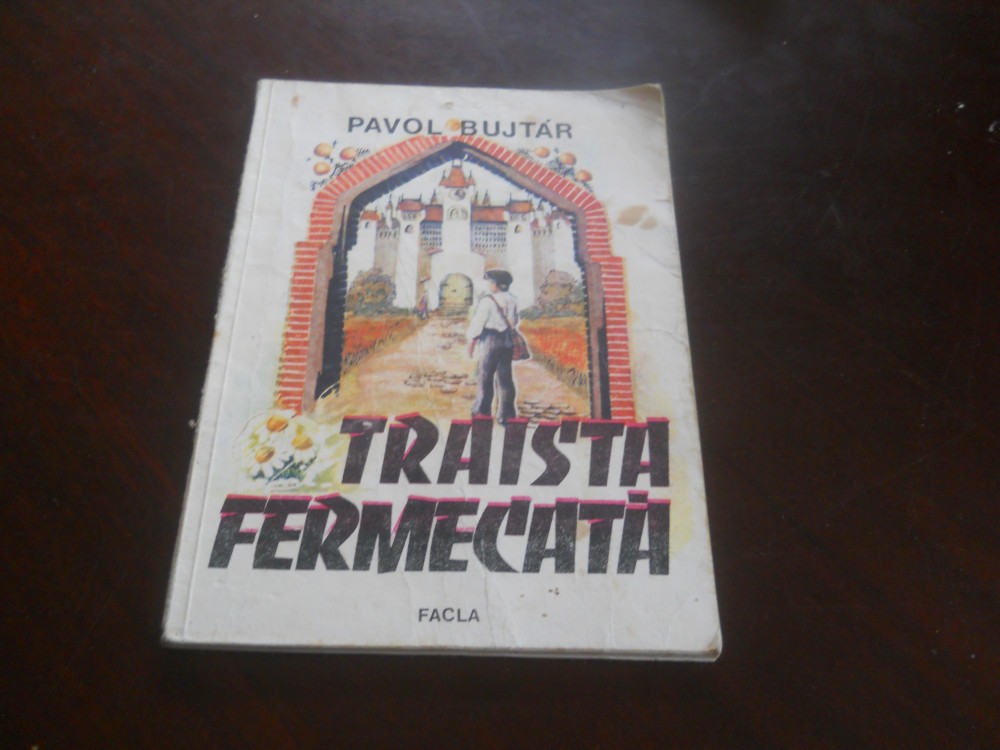 PAVOL BUJTÁR
TRAISTA
FERMECATĂ
FACLA